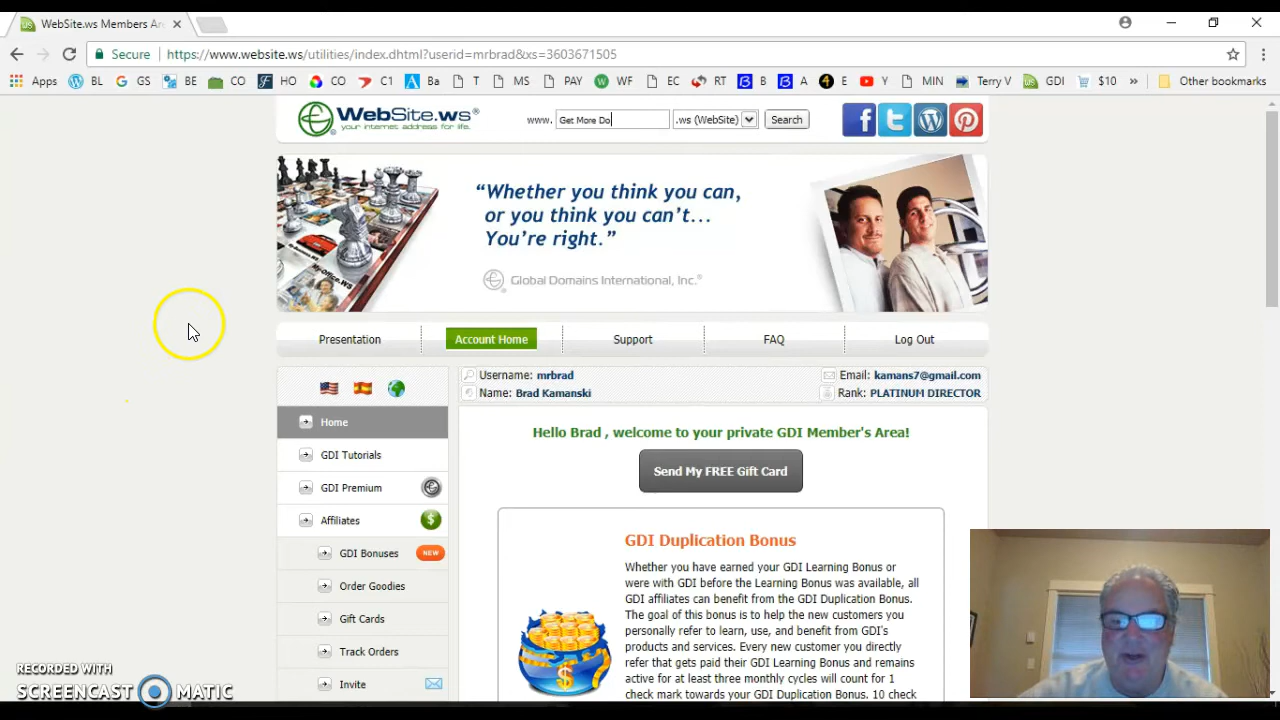 WebSite.ws Members Ar
Secure
https://www.website.ws/utilities/index.dhtml?userid=mrbrad&xs=3603671505
Apps BL GS BE CO HO CO C1 Ba T MS PAY WF EC RT B A E Y MIN Terry V GDI $10 » Other bookmarks
WebSite.ws®
your internet address for life.
www. Get More Do .ws (WebSite) Search
“Whether you think you can,
or you think you can’t...
You’re right.”
Global Domains International, Inc.®
Presentation Account Home Support FAQ Log Out
Username: mrbrad Email: kamans7@gmail.com
Name: Brad Kamanski Rank: PLATINUM DIRECTOR
Home
GDI Tutorials
GDI Premium
Affiliates
GDI Bonuses NEW
Order Goodies
Gift Cards
Track Orders
Invite
Hello Brad , welcome to your private GDI Member's Area!
Send My FREE Gift Card
GDI Duplication Bonus
Whether you have earned your GDI Learning Bonus or
were with GDI before the Learning Bonus was available, all
GDI affiliates can benefit from the GDI Duplication Bonus.
The goal of this bonus is to help the new customers you
personally refer to learn, use, and benefit from GDI's
products and services. Every new customer you directly
refer that gets paid their GDI Learning Bonus and remains
active for at least three monthly cycles will count for 1
check mark towards your GDI Duplication Bonus. 10 check
RECORDED WITH
SCREENCAST MATIC